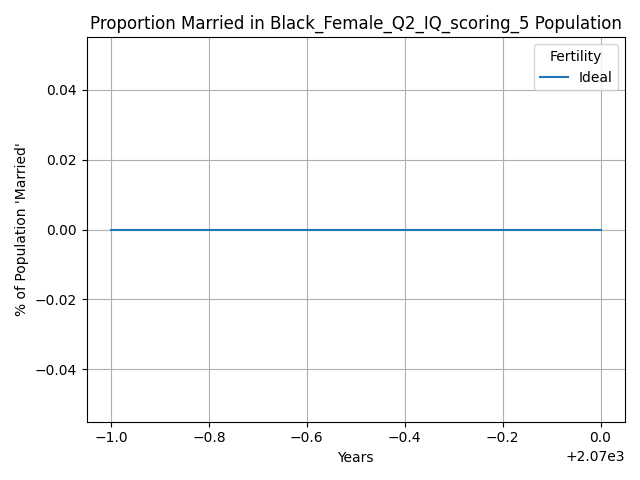 Proportion Married in Black_Female_Q2_IQ_scoring_5 Population
Fertility
Ideal
% of Population 'Married'
0.04
0.02
0.00
−0.02
−0.04
−1.0
−0.8
−0.6
−0.4
−0.2
0.0
Years
+2.07e3